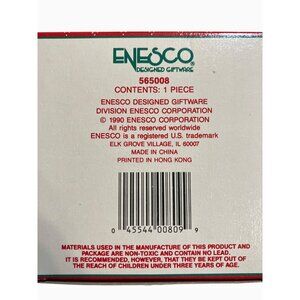 ENESCO®
DESIGNED GIFTWARE
565008
CONTENTS: 1 PIECE
ENESCO DESIGNED GIFTWARE
DIVISION ENESCO CORPORATION
© 1990 ENESCO CORPORATION
All rights reserved worldwide
ENESCO is a registered U.S. trademark
ELK GROVE VILLAGE, IL 60007
MADE IN CHINA
PRINTED IN HONG KONG
0 45544 00809 9
MATERIALS USED IN THE MANUFACTURE OF THIS PRODUCT AND
PACKAGE ARE NON-TOXIC AND CONTAIN NO LEAD.
IT IS RECOMMENDED, HOWEVER, THAT THEY BE KEPT OUT OF
THE REACH OF CHILDREN UNDER THREE YEARS OF AGE.